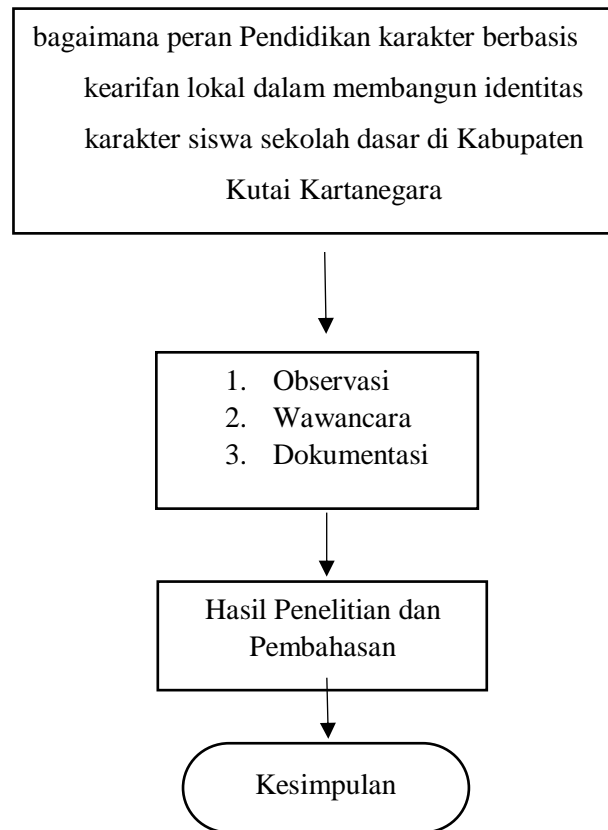 bagaimana peran Pendidikan karakter berbasis
kearifan lokal dalam membangun identitas
karakter siswa sekolah dasar di Kabupaten
Kutai Kartanegara
1. Observasi
2. Wawancara
3. Dokumentasi
Hasil Penelitian dan
Pembahasan
Kesimpulan